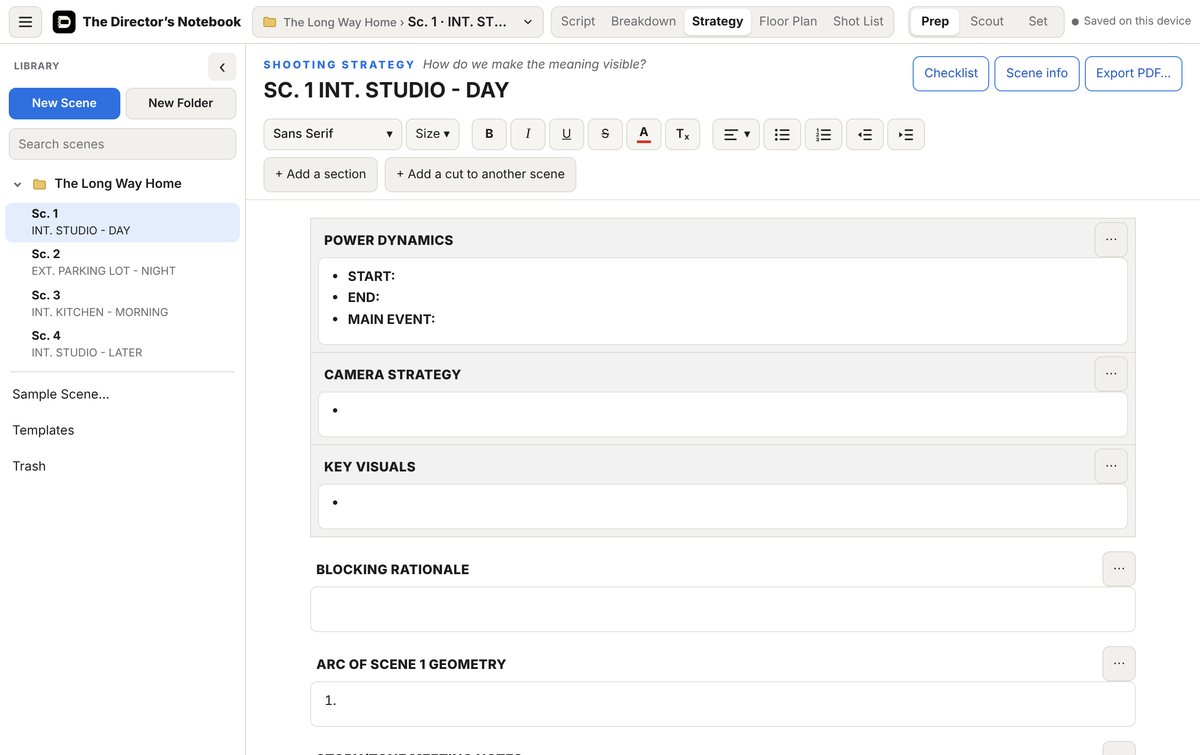 The Director's Notebook
The Long Way Home › Sc. 1 · INT. ST...
Script Breakdown Strategy Floor Plan Shot List
Prep Scout Set
Saved on this device
LIBRARY
New Scene New Folder
Search scenes
The Long Way Home
Sc. 1
INT. STUDIO - DAY
Sc. 2
EXT. PARKING LOT - NIGHT
Sc. 3
INT. KITCHEN - MORNING
Sc. 4
INT. STUDIO - LATER
Sample Scene...
Templates
Trash
SHOOTING STRATEGY How do we make the meaning visible?
SC. 1 INT. STUDIO - DAY
Checklist Scene info Export PDF...
Sans Serif Size B I U S A Tx
+ Add a section + Add a cut to another scene
POWER DYNAMICS
• START:
• END:
• MAIN EVENT:
CAMERA STRATEGY
•
KEY VISUALS
•
BLOCKING RATIONALE
ARC OF SCENE 1 GEOMETRY
1.